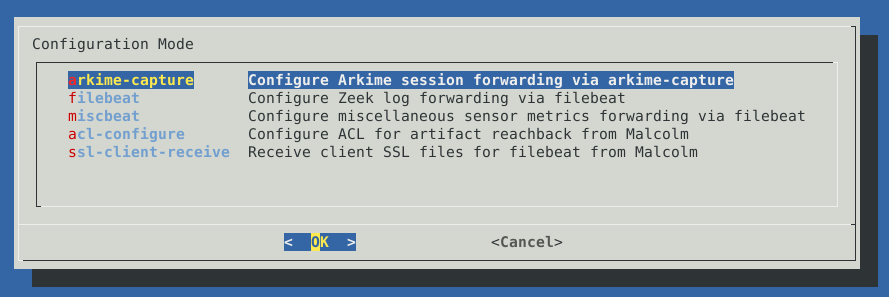 Configuration Mode
arkime-capture Configure Arkime session forwarding via arkime-capture
filebeat Configure Zeek log forwarding via filebeat
miscbeat Configure miscellaneous sensor metrics forwarding via filebeat
acl-configure Configure ACL for artifact reachback from Malcolm
ssl-client-receive Receive client SSL files for filebeat from Malcolm
< OK > <Cancel>